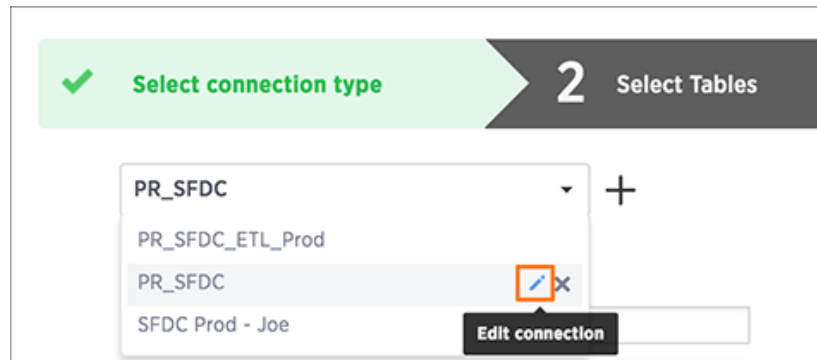 Select connection type
2 Select Tables
PR_SFDC
PR_SFDC_ETL_Prod
PR_SFDC
SFDC Prod - Joe
Edit connection